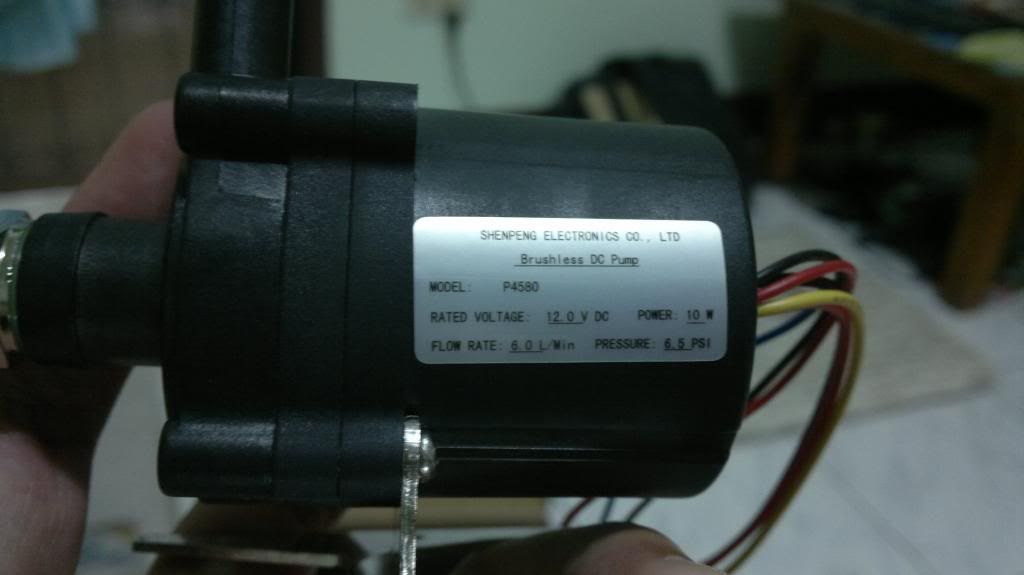 SHENPENG ELECTRONICS CO., LTD
Brushless DC Pump
MODEL: P4580
RATED VOLTAGE: 12.0 V DC POWER: 10 W
FLOW RATE: 6.0 L/Min PRESSURE: 6.5 PSI